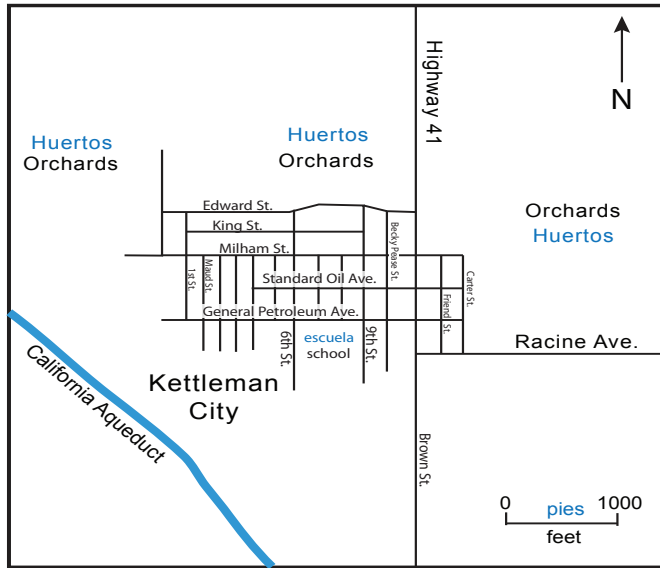 Highway 41
N
Huertos
Orchards
Huertos
Orchards
Orchards
Huertos
Edward St.
King St.
Milham St.
Becky Pease St.
1st St.
Maud St.
Standard Oil Ave.
Carter St.
General Petroleum Ave.
Friend St.
6th St.
escuela
school
9th St.
Racine Ave.
Kettleman
City
California Aqueduct
Brown St.
0 pies 1000
feet